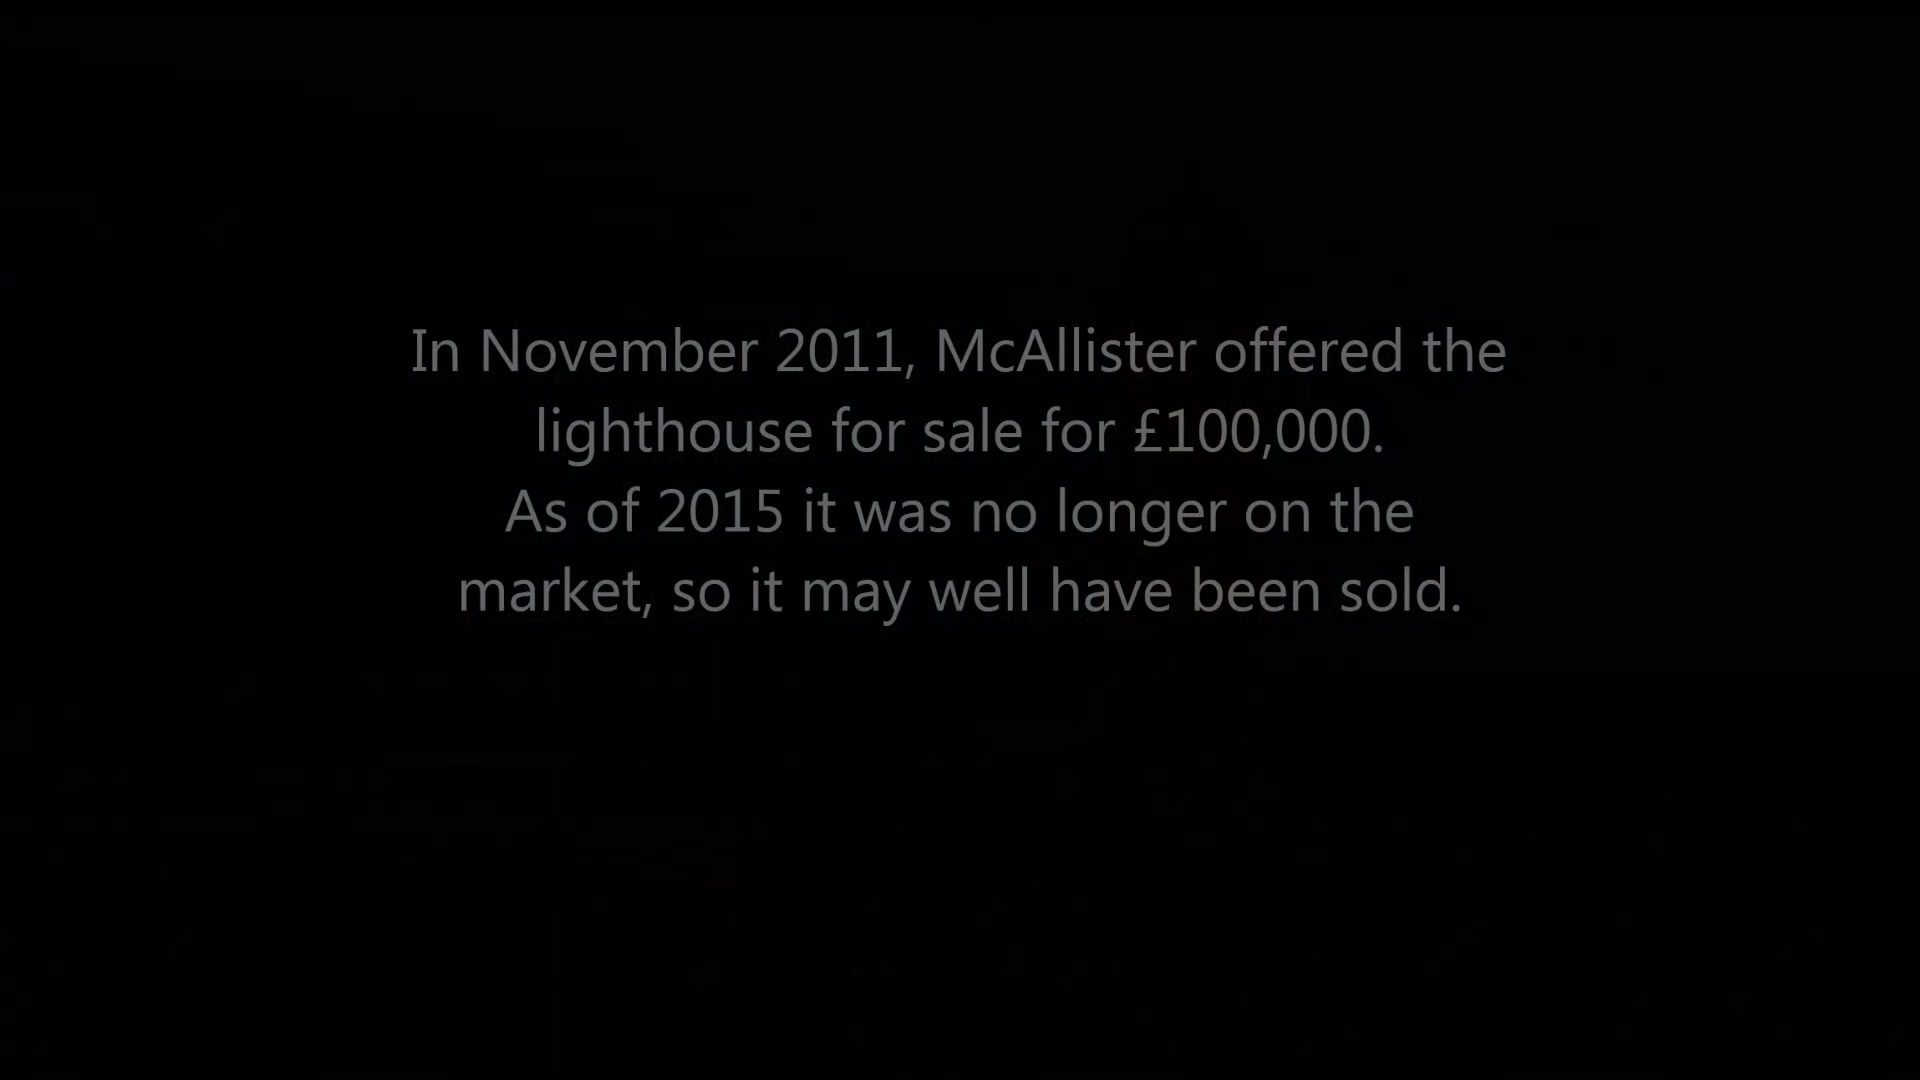 In November 2011, McAllister offered the
lighthouse for sale for £100,000.
As of 2015 it was no longer on the
market, so it may well have been sold.